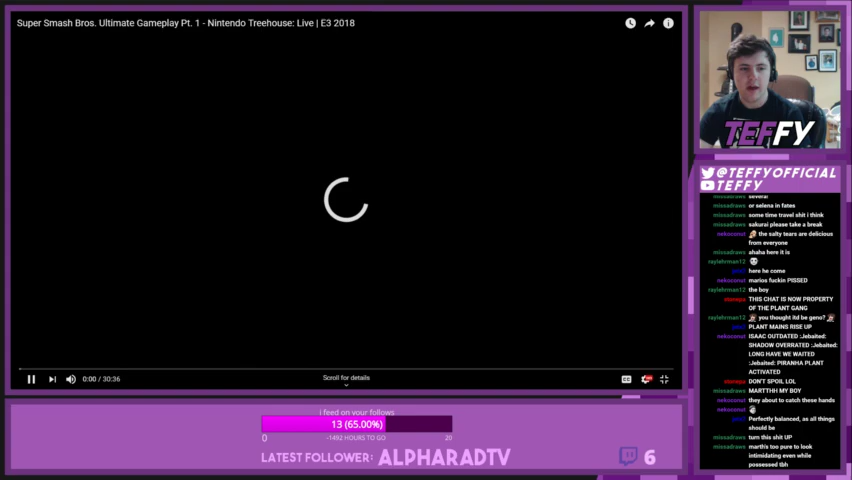 Super Smash Bros. Ultimate Gameplay Pt. 1 - Nintendo Treehouse: Live | E3 2018
0:00 / 30:36
Scroll for details
CC
i feed on your follows
13 (65.00%)
0
-1492 HOURS TO GO
20
LATEST FOLLOWER: ALPHARADTV
6
TEFFY
@TEFFYOFFICIAL
TEFFY
several
missadraws or selena in fates
missadraws some time travel shit i think
missadraws sakurai please take a break
nekoconut the salty tears are delicious
from everyone
missadraws ahaha here it is
raylehrman12
here he come
nekoconut marios fuckin PISSED
raylehrman12 the boy
THIS CHAT IS NOW PROPERTY
OF THE PLANT GANG
raylehrman12 you thought itd be geno?
PLANT MAINS RISE UP
nekoconut ISAAC OUTDATED :Jebaited:
SHADOW OVERRATED :Jebaited:
LONG HAVE WE WAITED
:Jebaited: PIRANHA PLANT
ACTIVATED
DON'T SPOIL LOL
missadraws MARTTHH MY BOY
nekoconut they about to catch these hands
nekoconut
Perfectly balanced, as all things
should be
missadraws turn this shit UP
missadraws marth's too pure to look
intimidating even while
possessed tbh